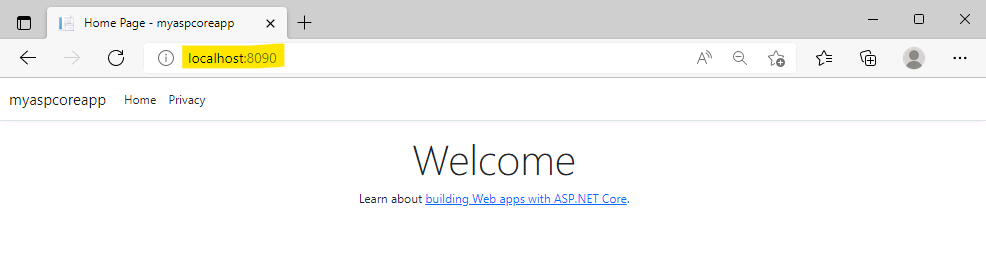 Home Page - myaspcoreapp
localhost:8090
myaspcoreapp Home Privacy
Welcome
Learn about building Web apps with ASP.NET Core.